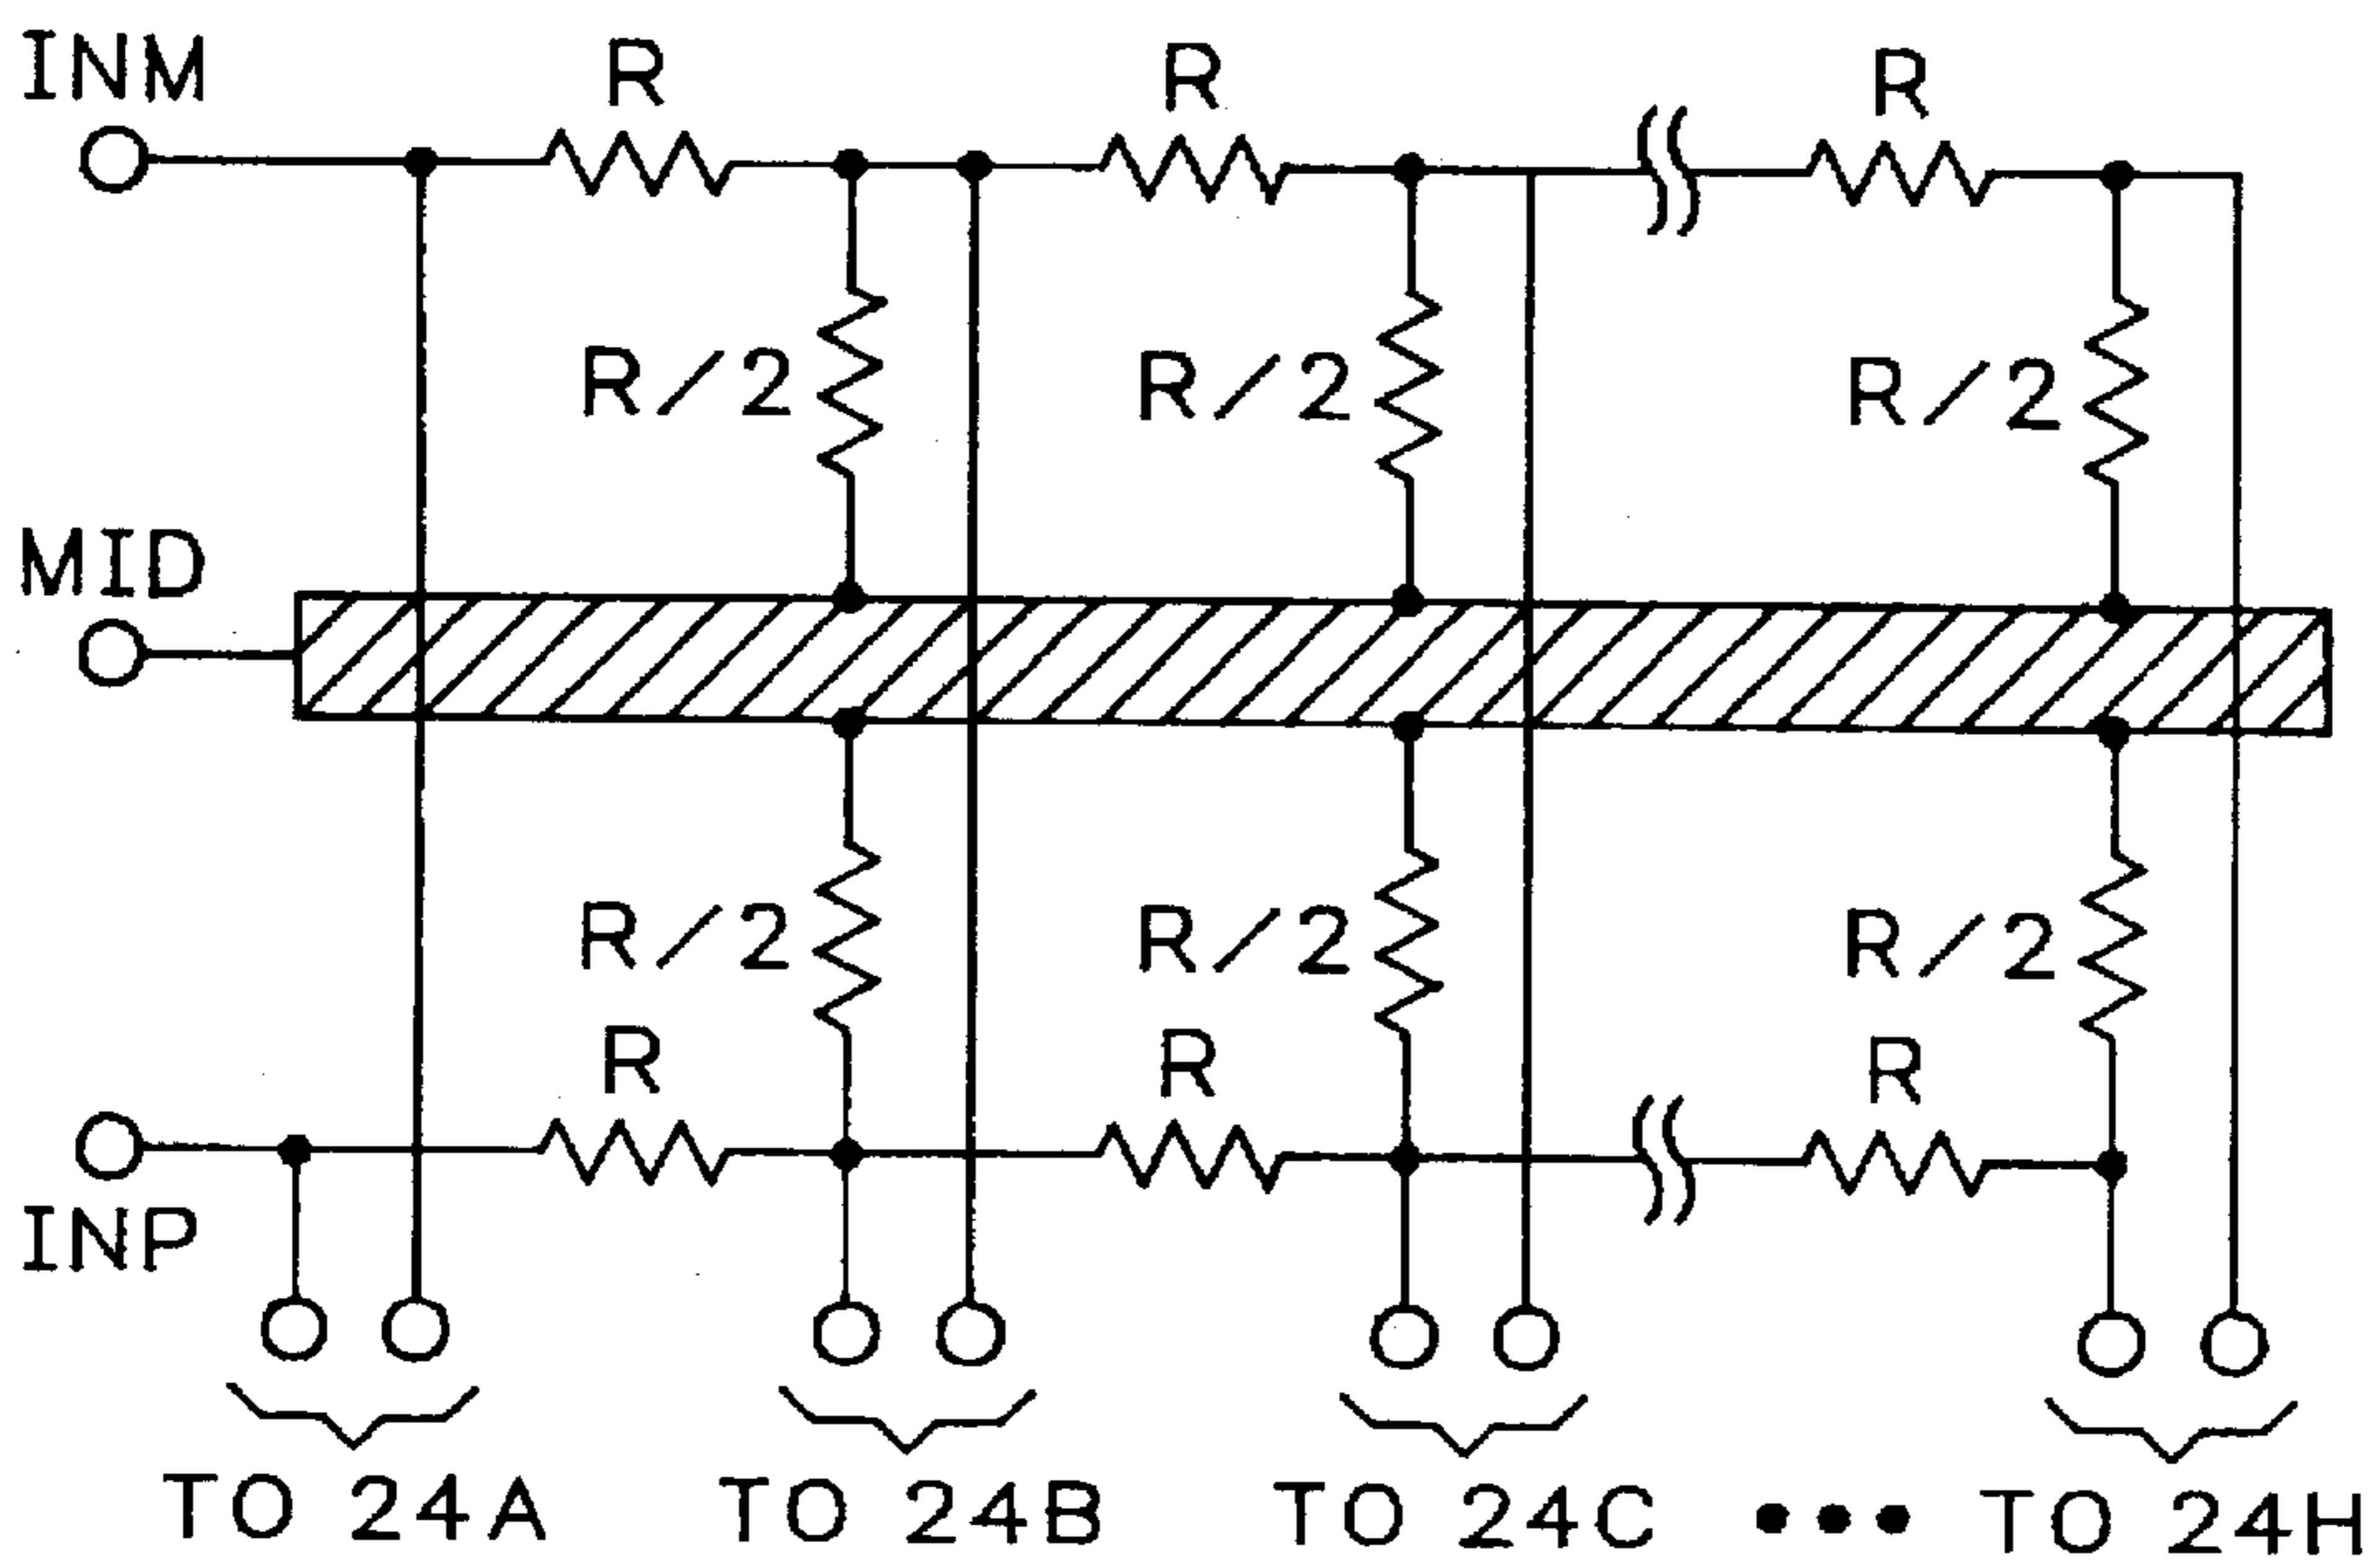 INM
R R R
R/2 R/2 R/2
MID
R/2 R/2 R/2
R R R
INP
TO 24A TO 24B TO 24C ••• TO 24H